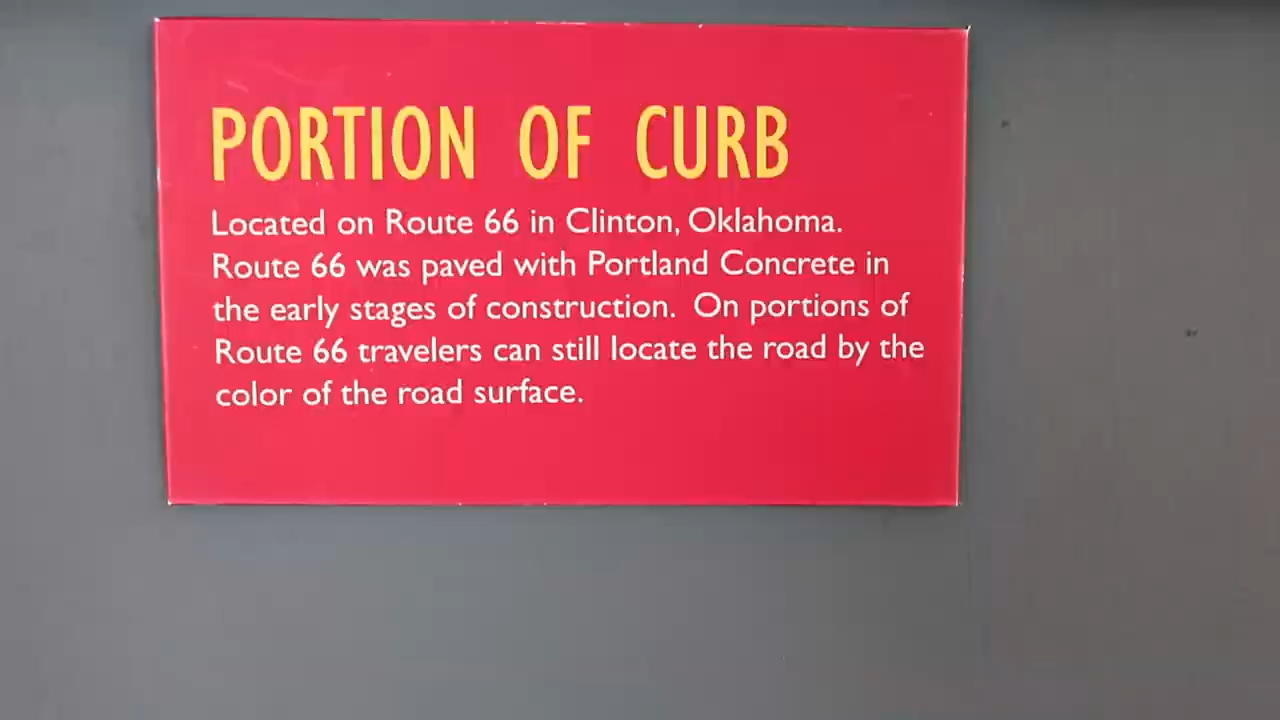 PORTION OF CURB
Located on Route 66 in Clinton, Oklahoma.
Route 66 was paved with Portland Concrete in
the early stages of construction.  On portions of
Route 66 travelers can still locate the road by the
color of the road surface.